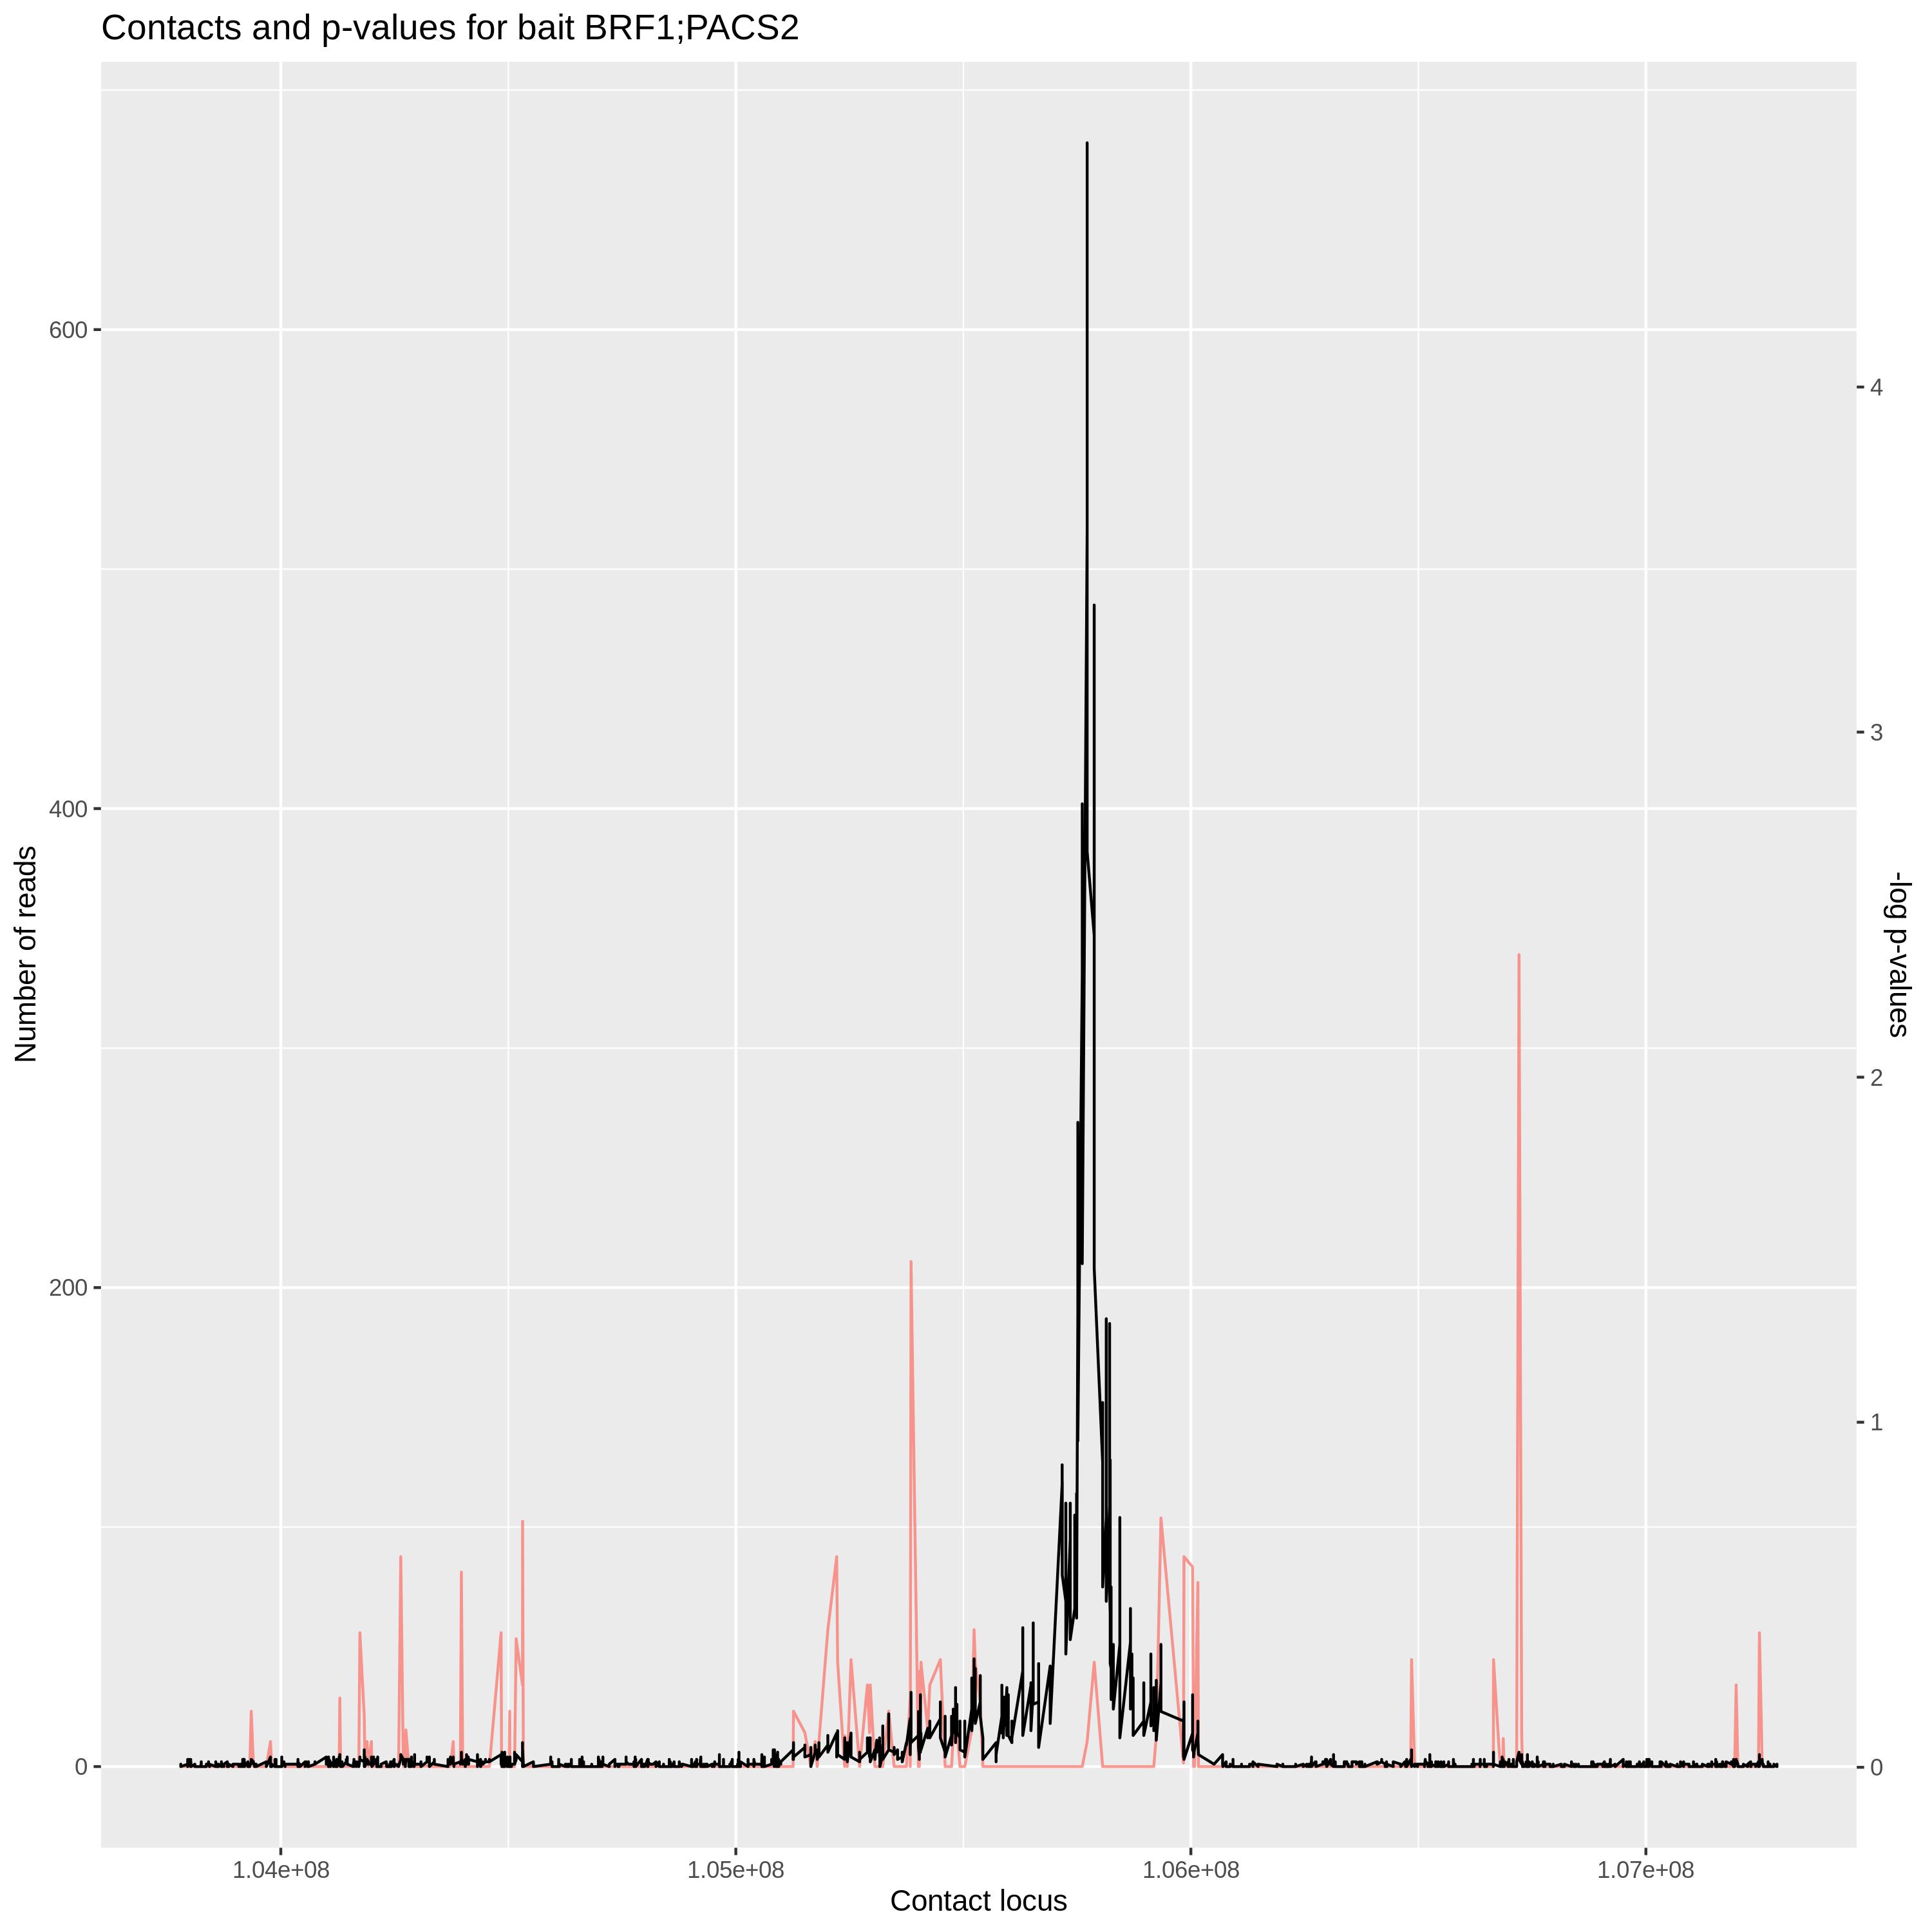 Contacts and p-values for bait BRF1;PACS2
Number of reads
600
400
200
0
4
3
2
1
0
-log p-values
1.04e+08
1.05e+08
1.06e+08
1.07e+08
Contact locus